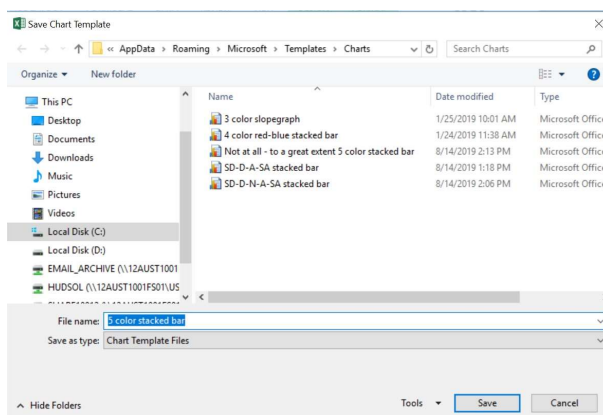 Save Chart Template
« AppData > Roaming > Microsoft > Templates > Charts
Search Charts
Organize
New folder
?
This PC
Desktop
Documents
Downloads
Music
Pictures
Videos
Local Disk (C:)
Local Disk (D:)
EMAIL_ARCHIVE (\\12AUST1001
HUDSOL (\\12AUST1001FS01\US
Name Date modified Type
3 color slopegraph 1/25/2019 10:01 AM Microsoft Office
4 color red-blue stacked bar 1/24/2019 11:38 AM Microsoft Office
Not at all - to a great extent 5 color stacked bar 8/14/2019 2:13 PM Microsoft Office
SD-D-A-SA stacked bar 8/14/2019 1:18 PM Microsoft Office
SD-D-N-A-SA stacked bar 8/14/2019 2:06 PM Microsoft Office
File name: 5 color stacked bar
Save as type: Chart Template Files
Hide Folders
Tools
Save
Cancel